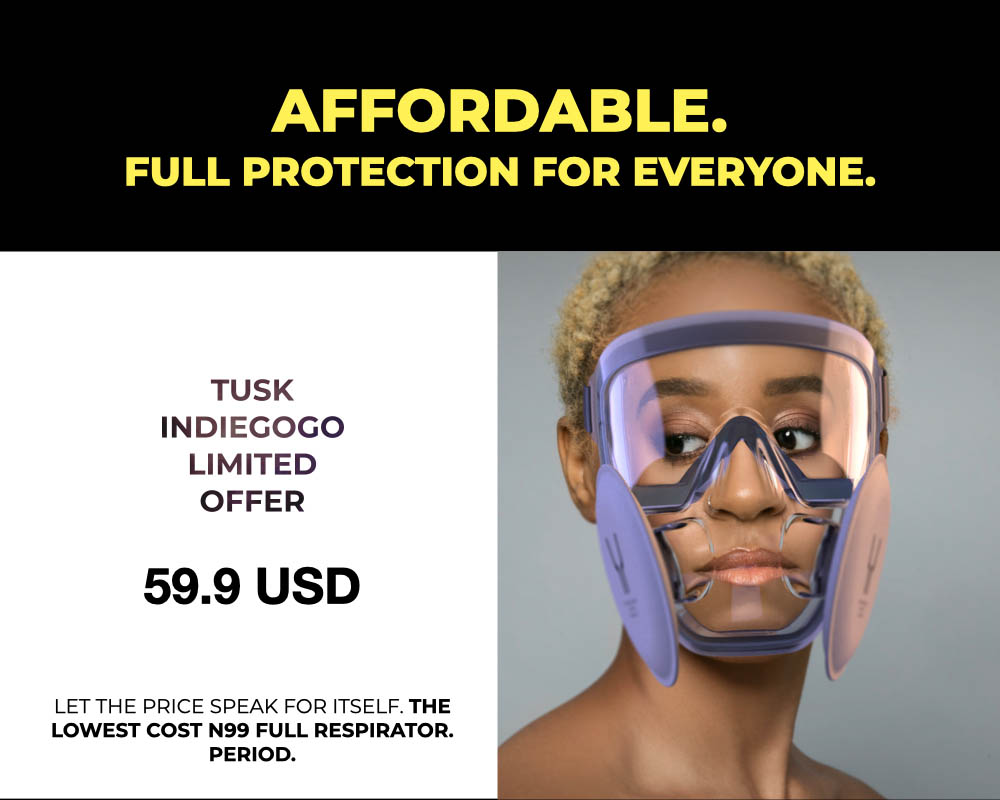 AFFORDABLE.
FULL PROTECTION FOR EVERYONE.
TUSK
INDIEGOGO
LIMITED
OFFER
59.9 USD
LET THE PRICE SPEAK FOR ITSELF. THE
LOWEST COST N99 FULL RESPIRATOR.
PERIOD.